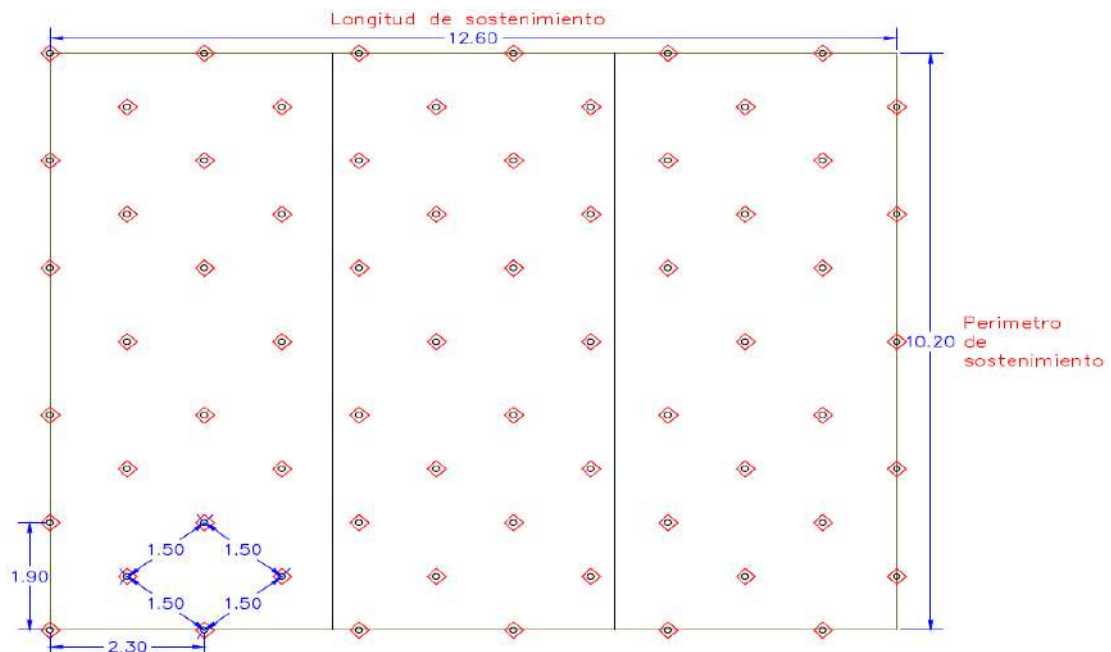 Longitud de sostenimiento
12.60
Perimetro
10.20 de
sostenimiento
1.50 1.50
1.90
1.50 1.50
2.30